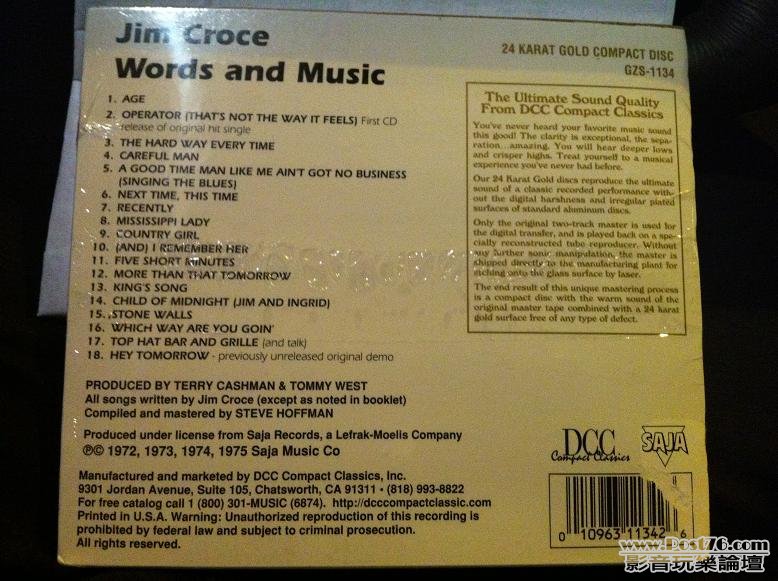 Jim Croce
Words and Music
24 KARAT GOLD COMPACT DISC
GZS-1134
1. AGE
2. OPERATOR (THAT'S NOT THE WAY IT FEELS) First CD
release of original hit single
3. THE HARD WAY EVERY TIME
4. CAREFUL MAN
5. A GOOD TIME MAN LIKE ME AIN'T GOT NO BUSINESS
(SINGING THE BLUES)
6. NEXT TIME, THIS TIME
7. RECENTLY
8. MISSISSIPPI LADY
9. COUNTRY GIRL
10. (AND) I REMEMBER HER
11. FIVE SHORT MINUTES
12. MORE THAN THAT TOMORROW
13. KING'S SONG
14. CHILD OF MIDNIGHT (JIM AND INGRID)
15. STONE WALLS
16. WHICH WAY ARE YOU GOIN'
17. TOP HAT BAR AND GRILLE (and talk)
18. HEY TOMORROW - previously unreleased original demo
The Ultimate Sound Quality
From DCC Compact Classics
You've never heard your favorite music sound
this good! The clarity is exceptional, the sepa-
ration...amazing. You will hear deeper lows
and crisper highs. Treat yourself to a musical
experience you've never had before.
Our 24 Karat Gold discs reproduce the ultimate
sound of a classic recorded performance with-
out the digital harshness and irregular plated
surfaces of standard aluminum discs.
Only the original two-track master is used for
the digital transfer, and is played back on a spe-
cially reconstructed tube reproducer. Without
any further sonic manipulation, the master is
shipped directly to the manufacturing plant for
etching onto the glass surface by laser.
The end result of this unique mastering process
is a compact disc with the warm sound of the
original master tape combined with a 24 karat
gold surface free of any type of defect.
PRODUCED BY TERRY CASHMAN & TOMMY WEST
All songs written by Jim Croce (except as noted in booklet)
Compiled and mastered by STEVE HOFFMAN
Produced under license from Saja Records, a Lefrak-Moelis Company
℗© 1972, 1973, 1974, 1975 Saja Music Co
DCC
Compact Classics
SAJA
Manufactured and marketed by DCC Compact Classics, Inc.
9301 Jordan Avenue, Suite 105, Chatsworth, CA 91311 • (818) 993-8822
For free catalog call 1 (800) 301-MUSIC (6874). http://dcccompactclassic.com
Printed in U.S.A. Warning: Unauthorized reproduction of this recording is
prohibited by federal law and subject to criminal prosecution.
All rights reserved.
0 10963 11342 6
www.Post76.com
影音玩樂論壇